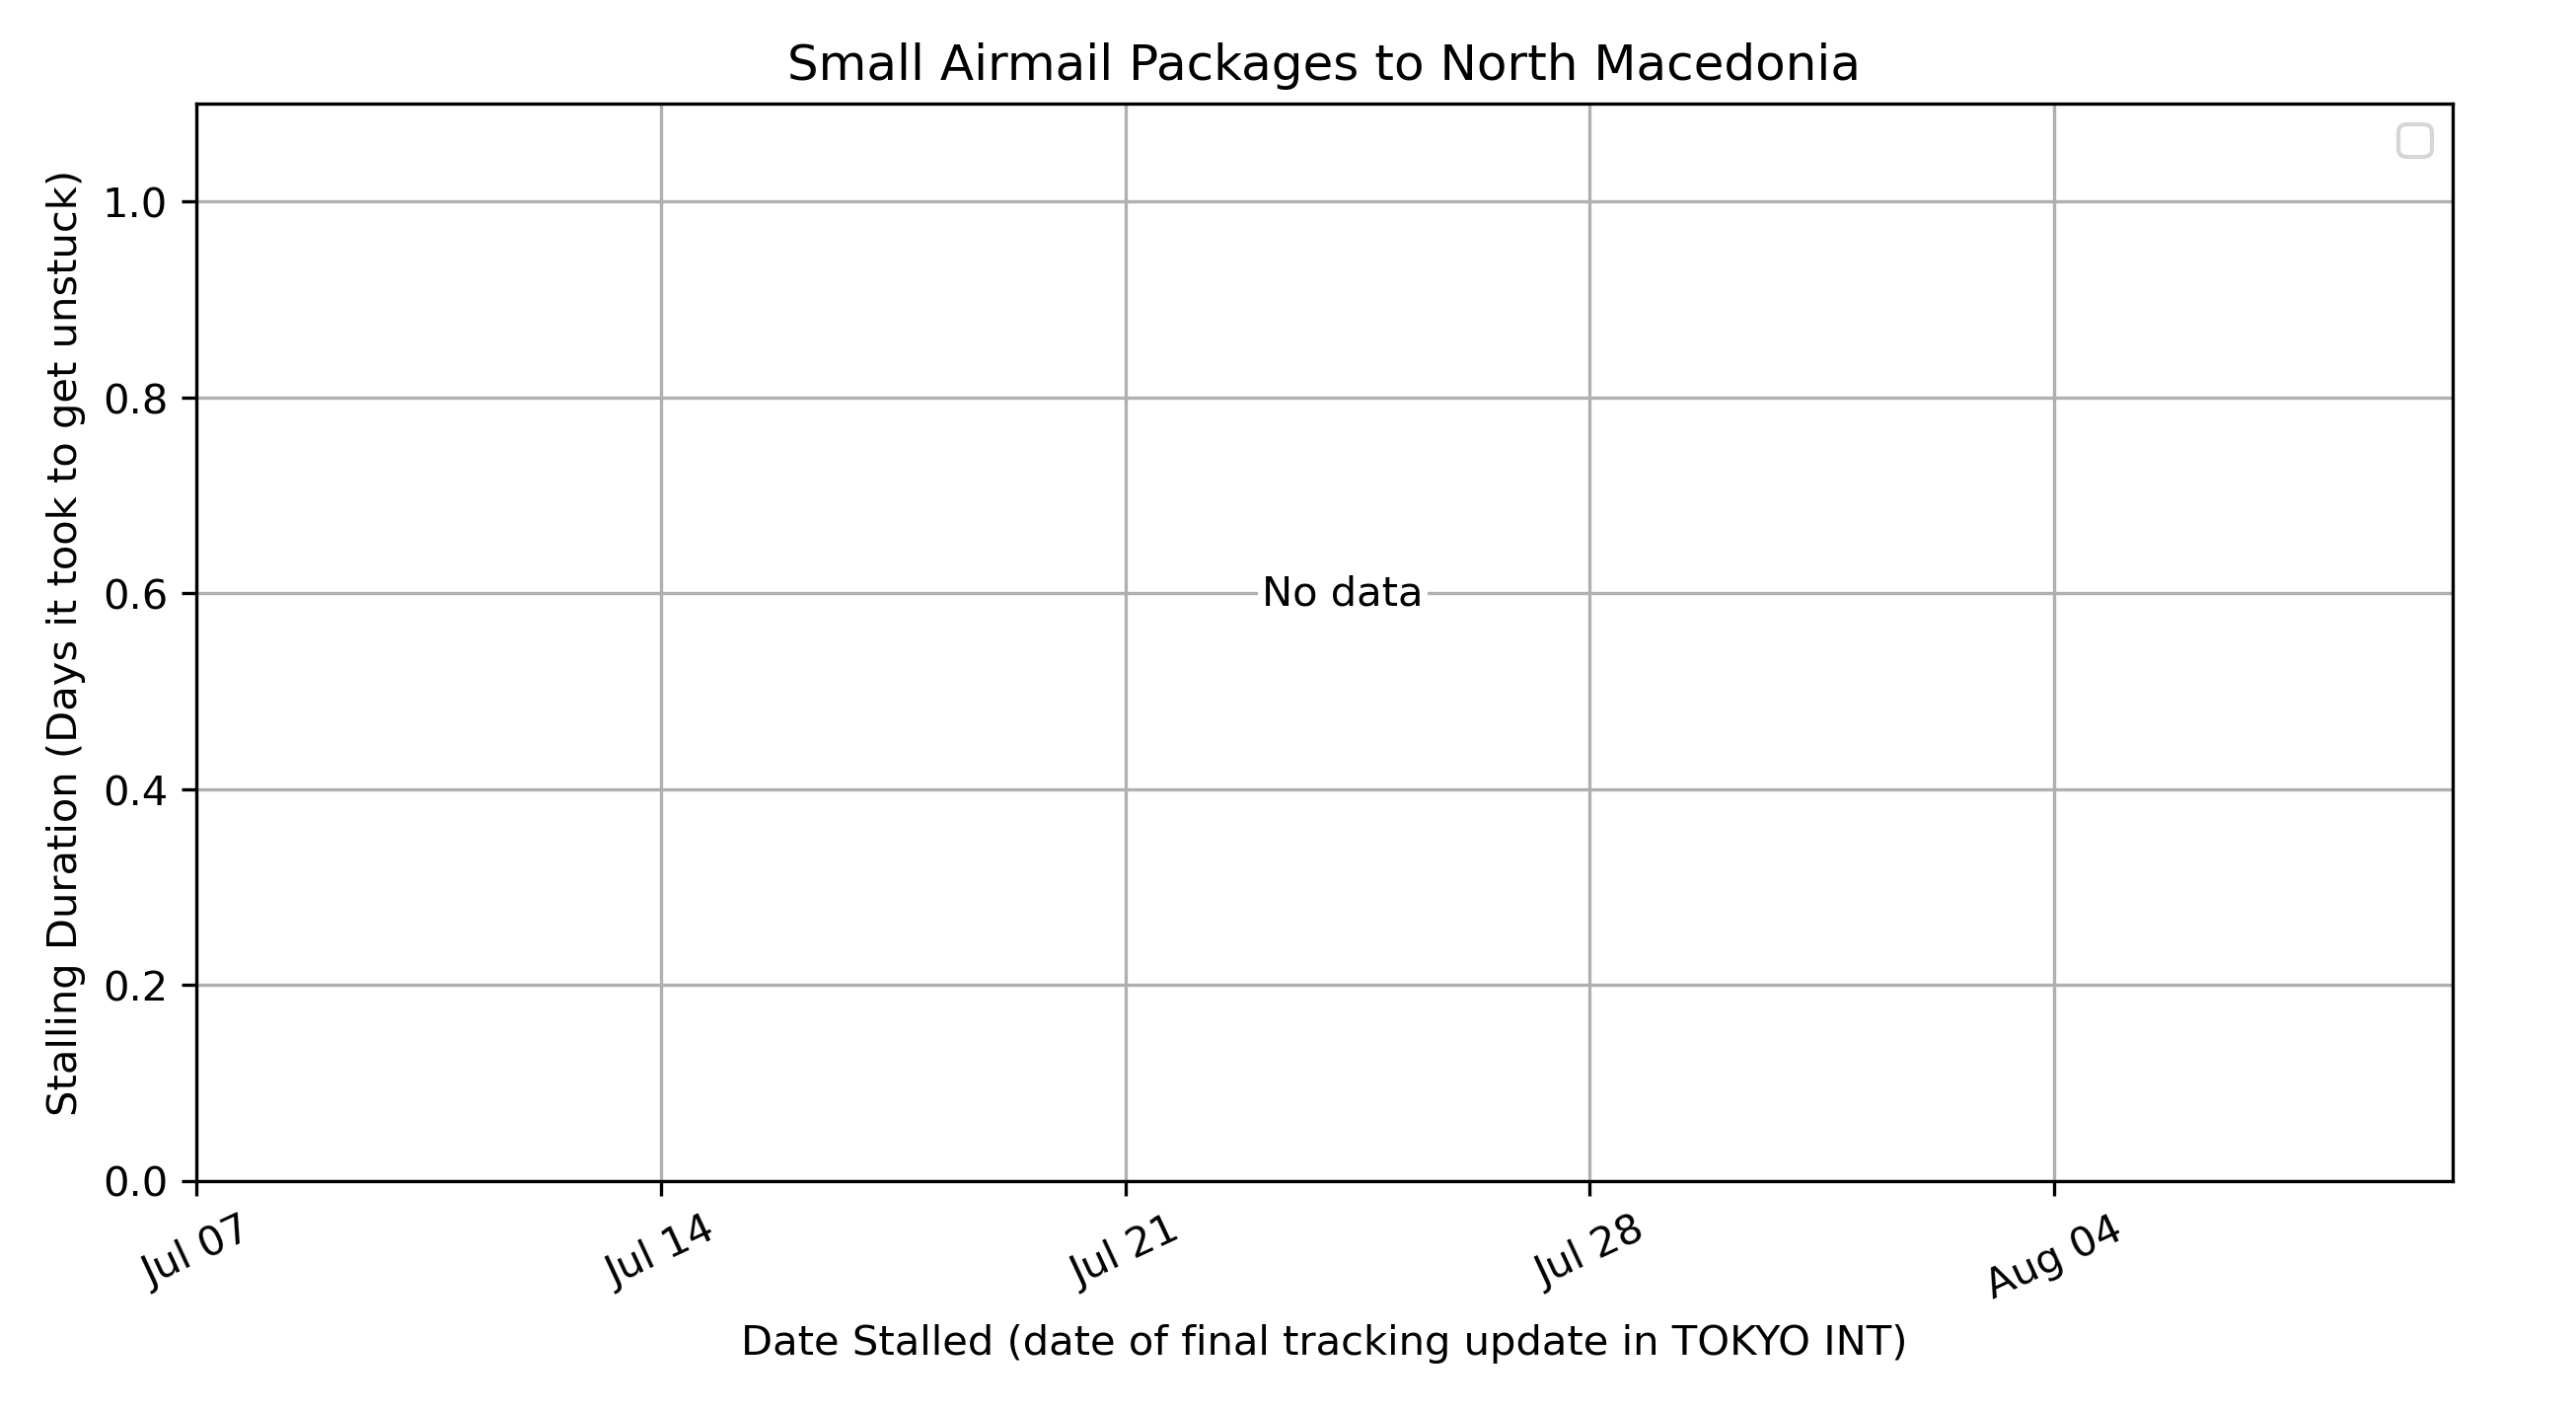 Small Airmail Packages to North Macedonia
Stalling Duration (Days it took to get unstuck)
1.0
0.8
0.6
0.4
0.2
0.0
No data
Jul 07
Jul 14
Jul 21
Jul 28
Aug 04
Date Stalled (date of final tracking update in TOKYO INT)